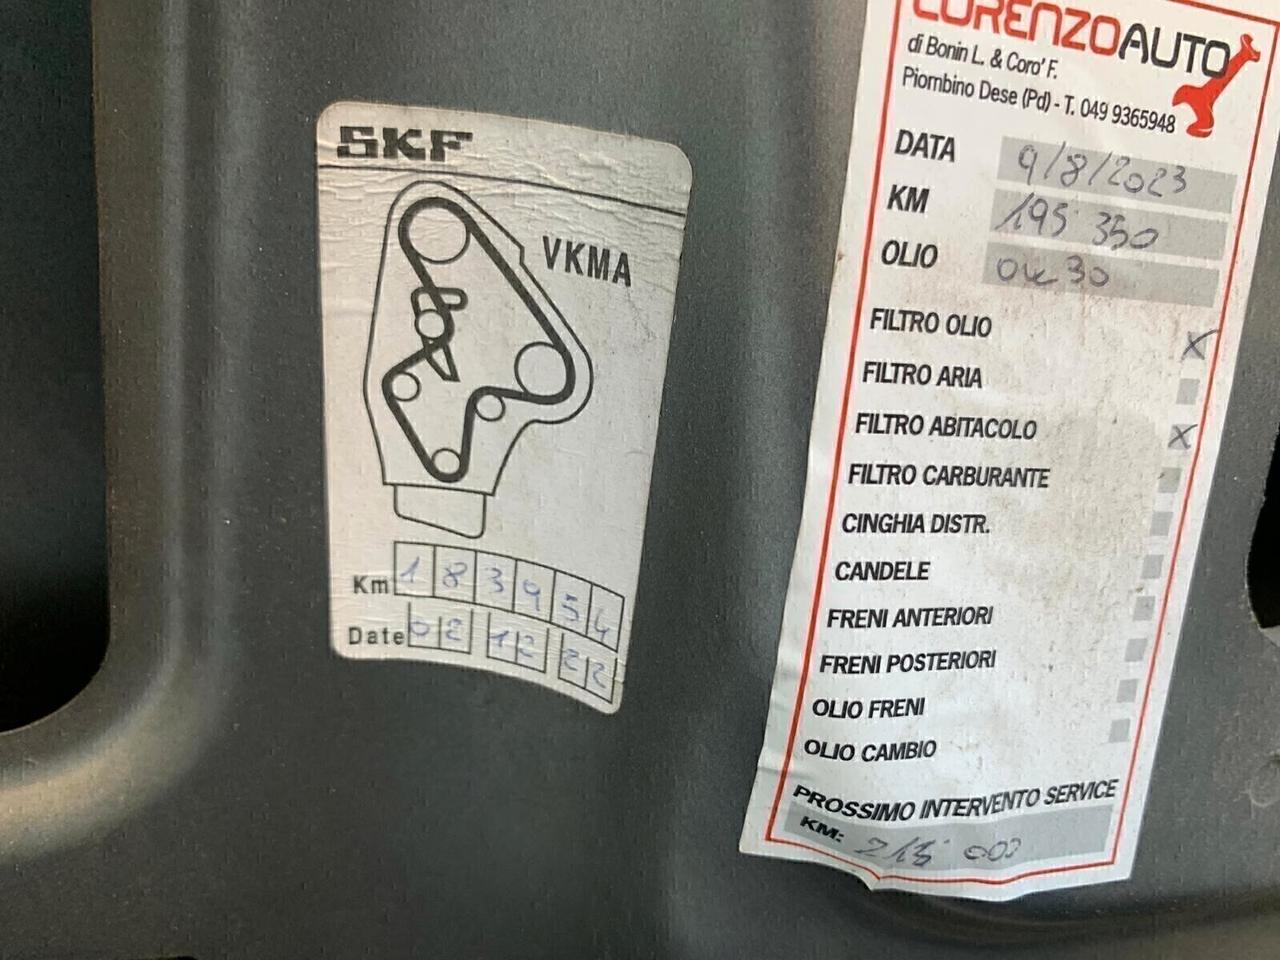 SKF
VKMA
Km 183954
Date 02 12 22
LORENZOAUTO
di Bonin L. & Coro' F.
Piombino Dese (Pd) - T. 049 9365948
DATA 9/8/2023
KM 195 350
OLIO 0w30
FILTRO OLIO X
FILTRO ARIA
FILTRO ABITACOLO X
FILTRO CARBURANTE
CINGHIA DISTR.
CANDELE
FRENI ANTERIORI
FRENI POSTERIORI
OLIO FRENI
OLIO CAMBIO
PROSSIMO INTERVENTO SERVICE
KM: 215 000